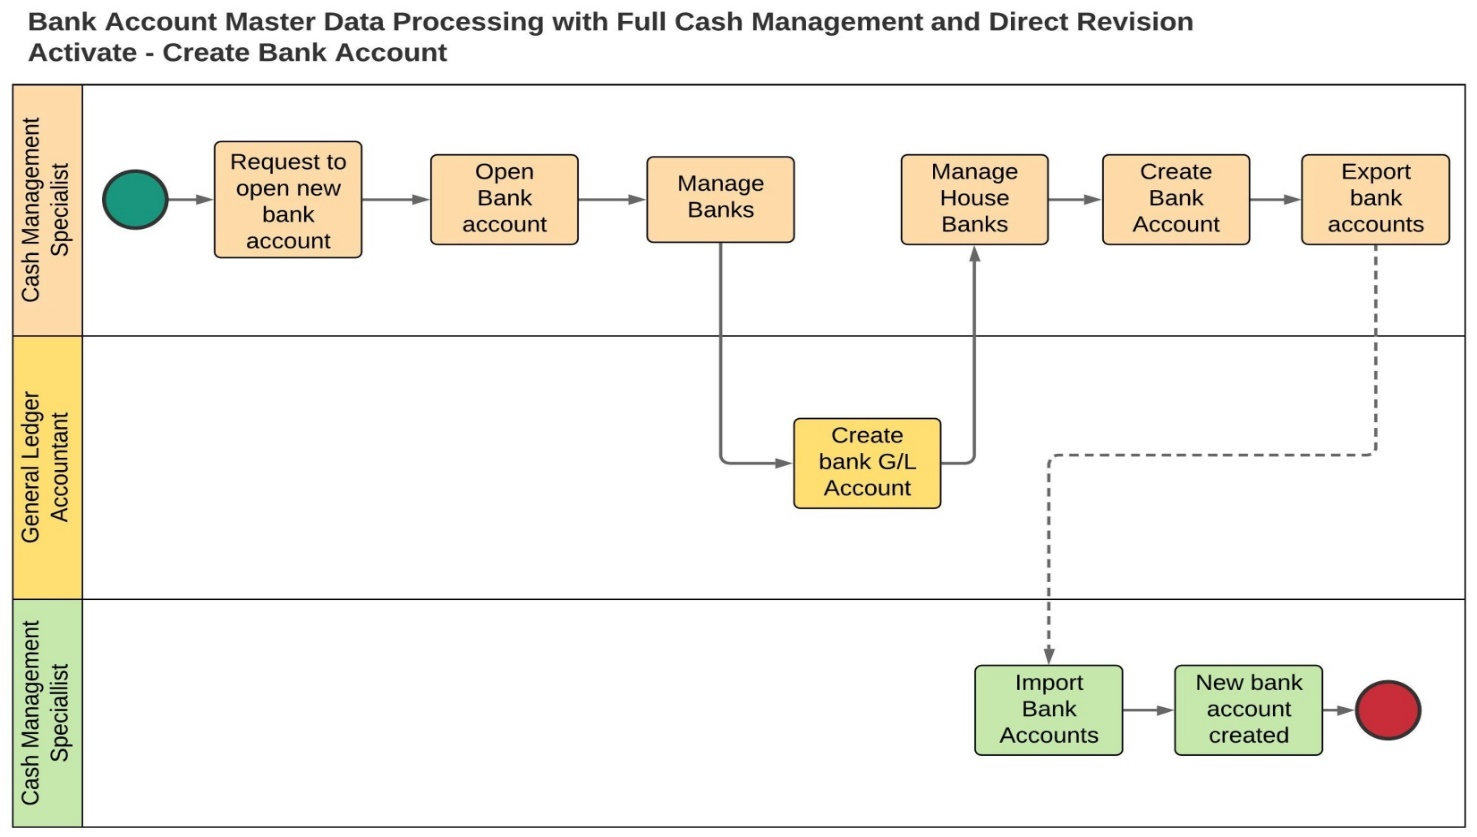 Bank Account Master Data Processing with Full Cash Management and Direct Revision
Activate - Create Bank Account
Cash Management
Specialist
Request to
open new
bank
account
Open
Bank
account
Manage
Banks
Manage
House
Banks
Create
Bank
Account
Export
bank
accounts
General Ledger
Accountant
Create
bank G/L
Account
Cash Management
Speciallist
Import
Bank
Accounts
New bank
account
created